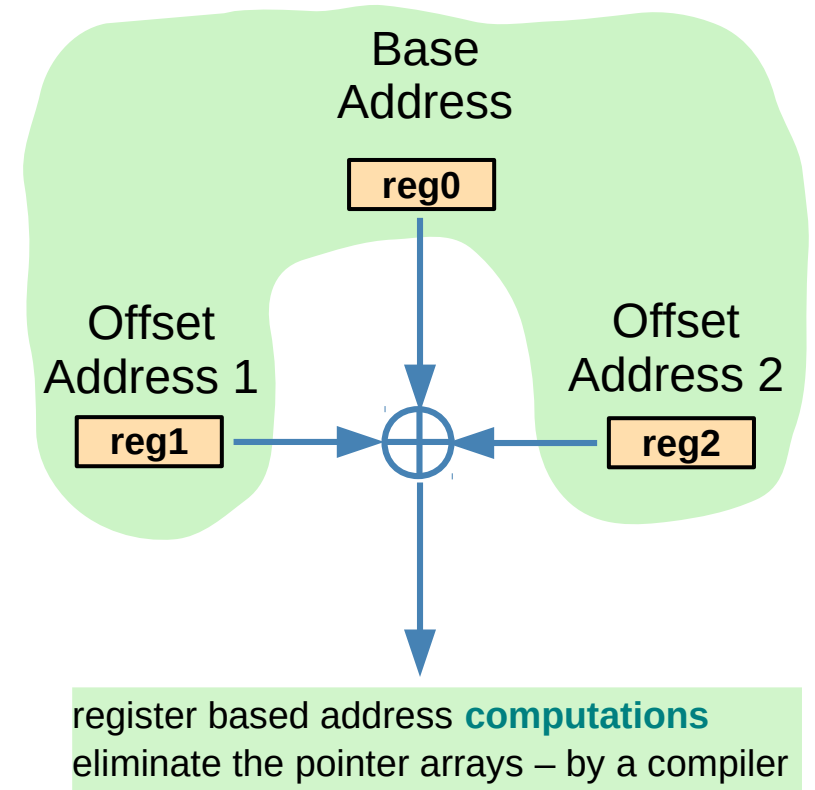 Base
Address
reg0
Offset
Address 1
reg1
Offset
Address 2
reg2
register based address computations
eliminate the pointer arrays – by a compiler